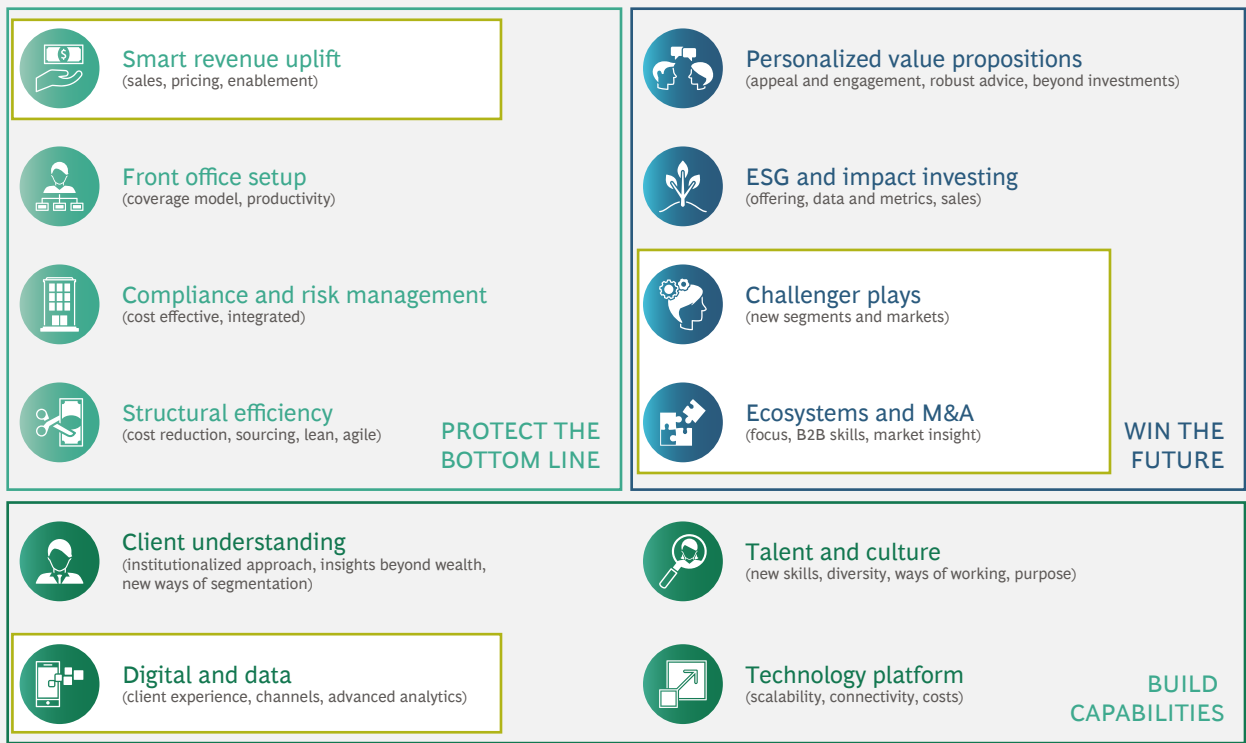 Smart revenue uplift
(sales, pricing, enablement)
Front office setup
(coverage model, productivity)
Compliance and risk management
(cost effective, integrated)
Structural efficiency
(cost reduction, sourcing, lean, agile)
PROTECT THE
BOTTOM LINE
Personalized value propositions
(appeal and engagement, robust advice, beyond investments)
ESG and impact investing
(offering, data and metrics, sales)
Challenger plays
(new segments and markets)
Ecosystems and M&A
(focus, B2B skills, market insight)
WIN THE
FUTURE
Client understanding
(institutionalized approach, insights beyond wealth,
new ways of segmentation)
Digital and data
(client experience, channels, advanced analytics)
Talent and culture
(new skills, diversity, ways of working, purpose)
Technology platform
(scalability, connectivity, costs)
BUILD
CAPABILITIES